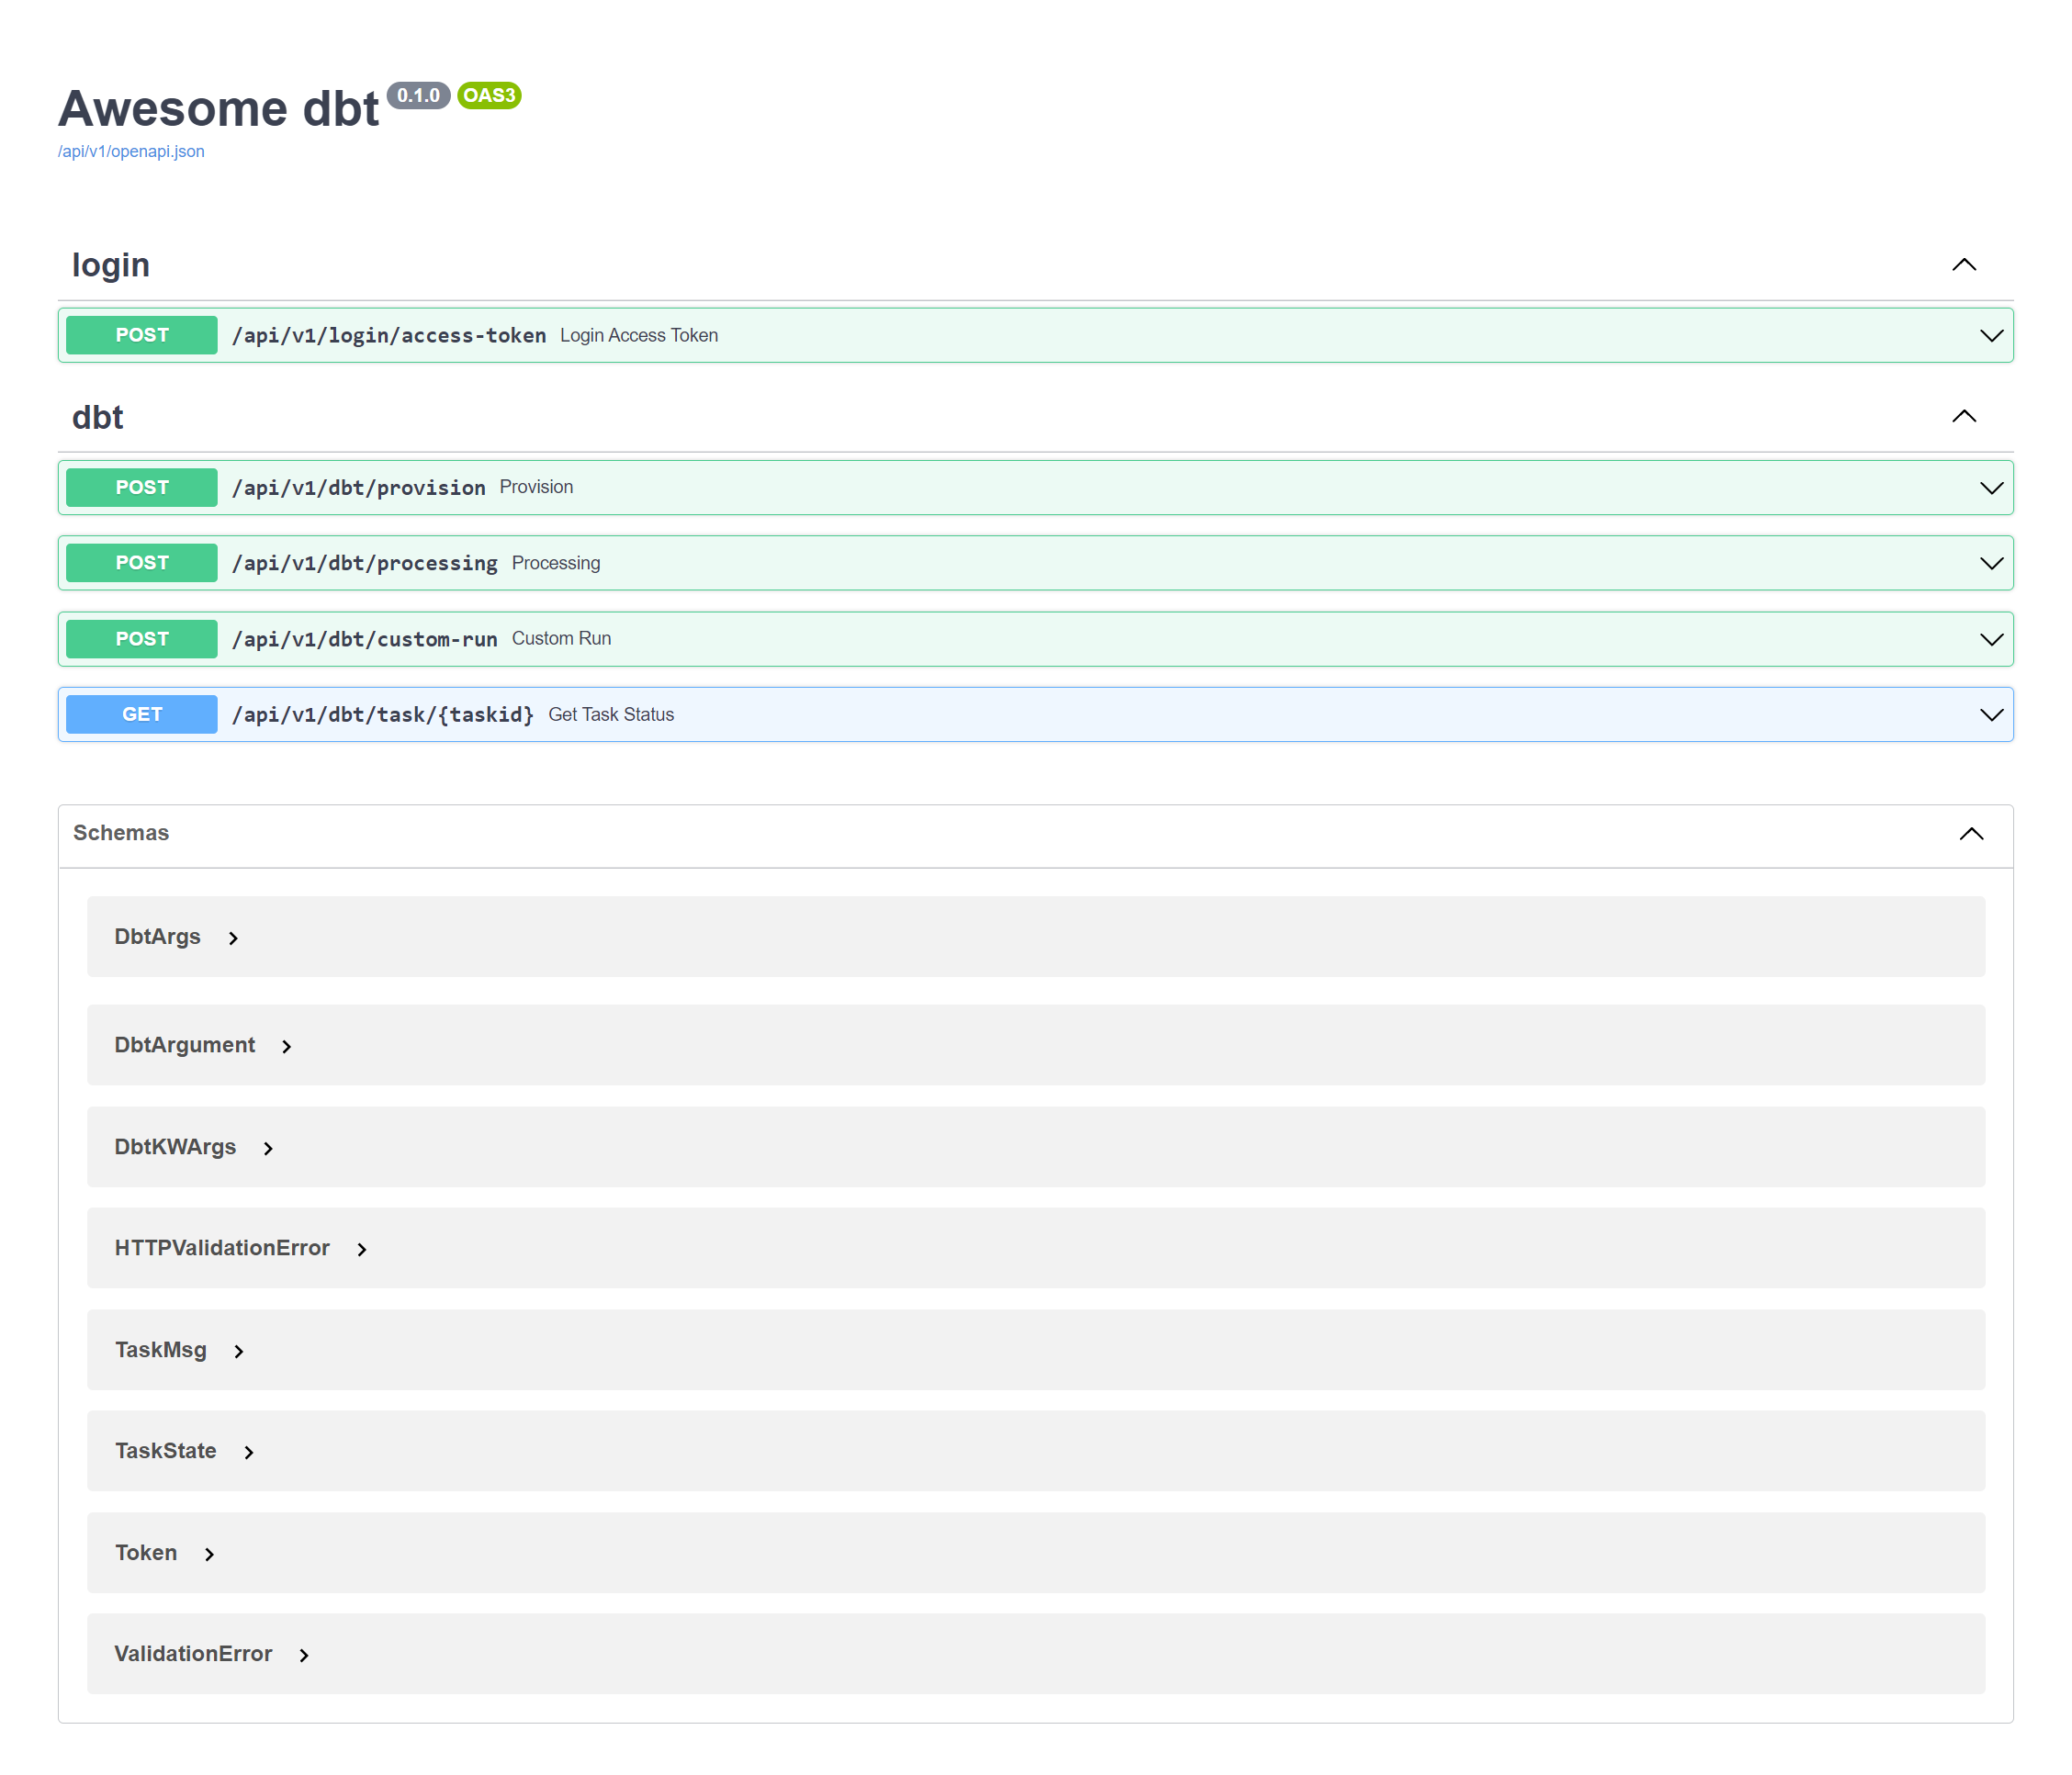 Awesome dbt 0.1.0 OAS3
/api/v1/openapi.json
login
POST /api/v1/login/access-token Login Access Token
dbt
POST /api/v1/dbt/provision Provision
POST /api/v1/dbt/processing Processing
POST /api/v1/dbt/custom-run Custom Run
GET /api/v1/dbt/task/{taskid} Get Task Status
Schemas
DbtArgs
DbtArgument
DbtKWArgs
HTTPValidationError
TaskMsg
TaskState
Token
ValidationError